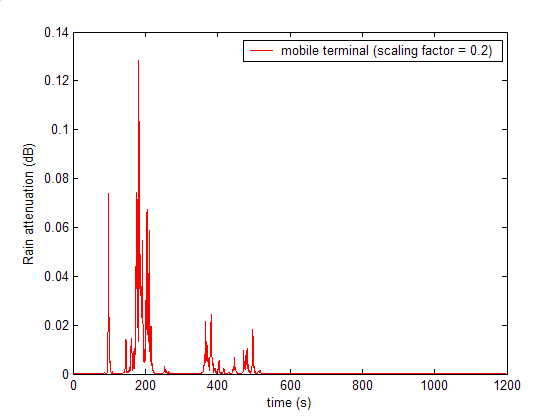 0.14
mobile terminal (scaling factor = 0.2)
0.12
0.1
0.08
Rain attenuation (dB)
0.06
0.04
0.02
0
0 200 400 600 800 1000 1200
time (s)